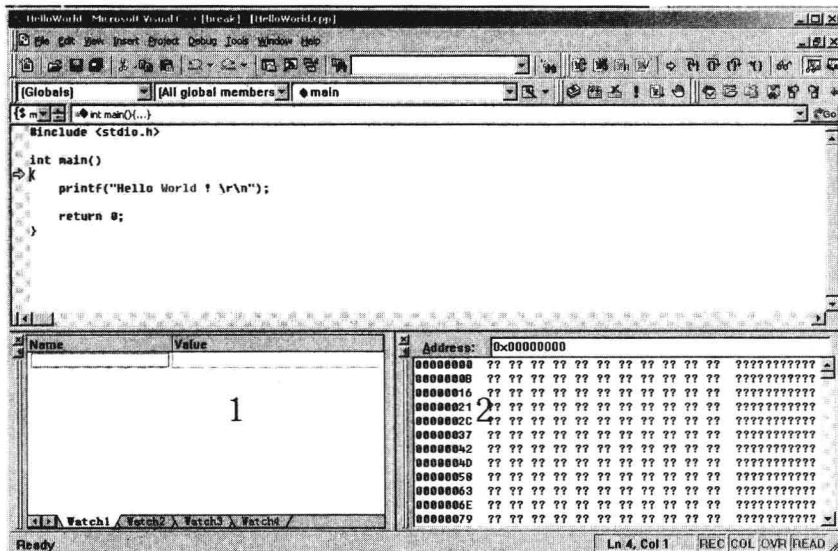 HelloWorld - Microsoft Visual C++ [break] - [HelloWorld.cpp]
File Edit View Insert Project Debug Tools Window Help
(Globals) [All global members main
int main(){...} Go
#include <stdio.h>
int main()
{
printf("Hello World ! \r\n");
return 0;
}
Name Value
1
Watch1 Watch2 Watch3 Watch4
Address: 0x00000000
00000000 ?? ?? ?? ?? ?? ?? ?? ?? ?? ?? ?? ???????????
0000000B ?? ?? ?? ?? ?? ?? ?? ?? ?? ?? ?? ???????????
00000016 ?? ?? ?? ?? ?? ?? ?? ?? ?? ?? ?? ???????????
00000021 ?? ?? ?? ?? ?? ?? ?? ?? ?? ?? ?? ???????????
2
0000002C ?? ?? ?? ?? ?? ?? ?? ?? ?? ?? ?? ???????????
00000037 ?? ?? ?? ?? ?? ?? ?? ?? ?? ?? ?? ???????????
00000042 ?? ?? ?? ?? ?? ?? ?? ?? ?? ?? ?? ???????????
0000004D ?? ?? ?? ?? ?? ?? ?? ?? ?? ?? ?? ???????????
00000058 ?? ?? ?? ?? ?? ?? ?? ?? ?? ?? ?? ???????????
00000063 ?? ?? ?? ?? ?? ?? ?? ?? ?? ?? ?? ???????????
0000006E ?? ?? ?? ?? ?? ?? ?? ?? ?? ?? ?? ???????????
00000079 ?? ?? ?? ?? ?? ?? ?? ?? ?? ?? ?? ???????????
Ready Ln 4, Col 1 REC COL OVR READ